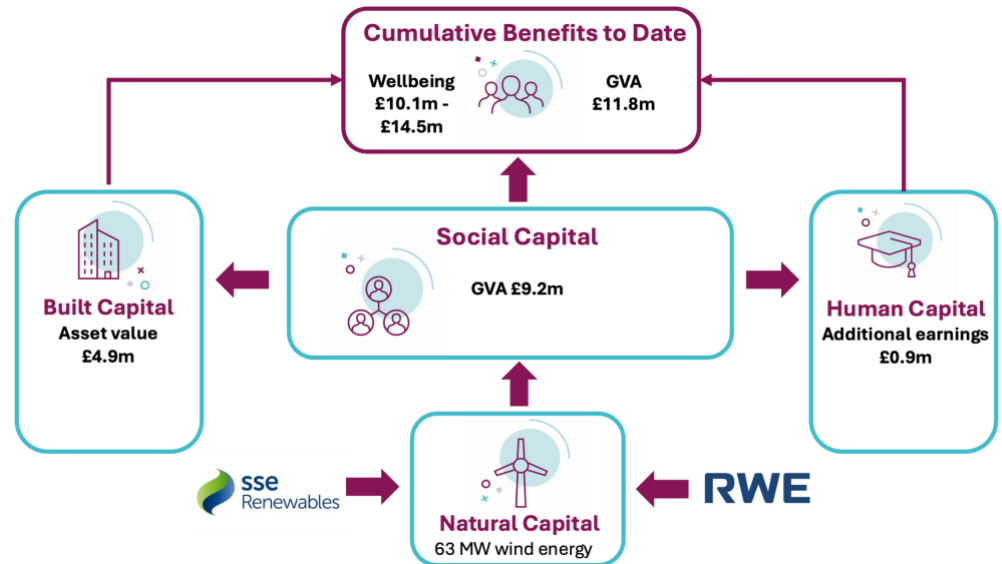 Cumulative Benefits to Date
Wellbeing
£10.1m -
£14.5m
GVA
£11.8m
Built Capital
Asset value
£4.9m
Social Capital
GVA £9.2m
Human Capital
Additional earnings
£0.9m
sse
Renewables
RWE
Natural Capital
63 MW wind energy